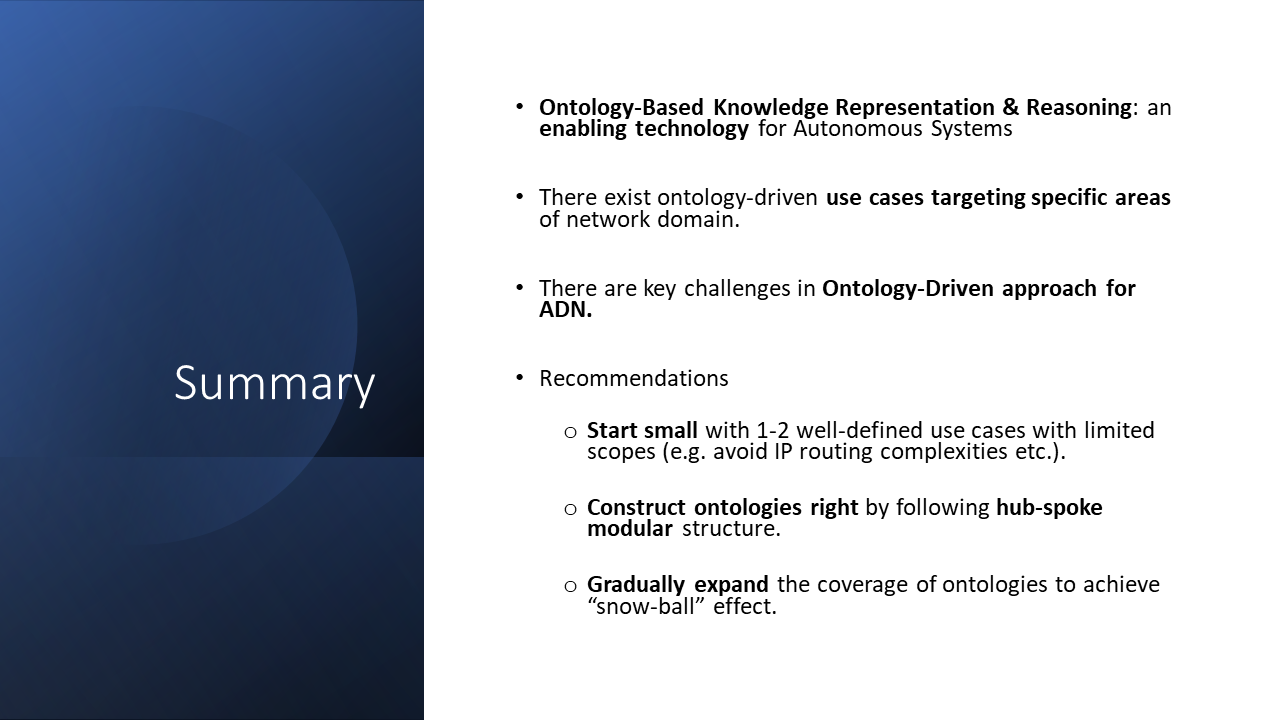 Summary
• Ontology-Based Knowledge Representation & Reasoning: an
enabling technology for Autonomous Systems
• There exist ontology-driven use cases targeting specific areas
of network domain.
• There are key challenges in Ontology-Driven approach for
ADN.
• Recommendations
o Start small with 1-2 well-defined use cases with limited
scopes (e.g. avoid IP routing complexities etc.).
o Construct ontologies right by following hub-spoke
modular structure.
o Gradually expand the coverage of ontologies to achieve
“snow-ball” effect.